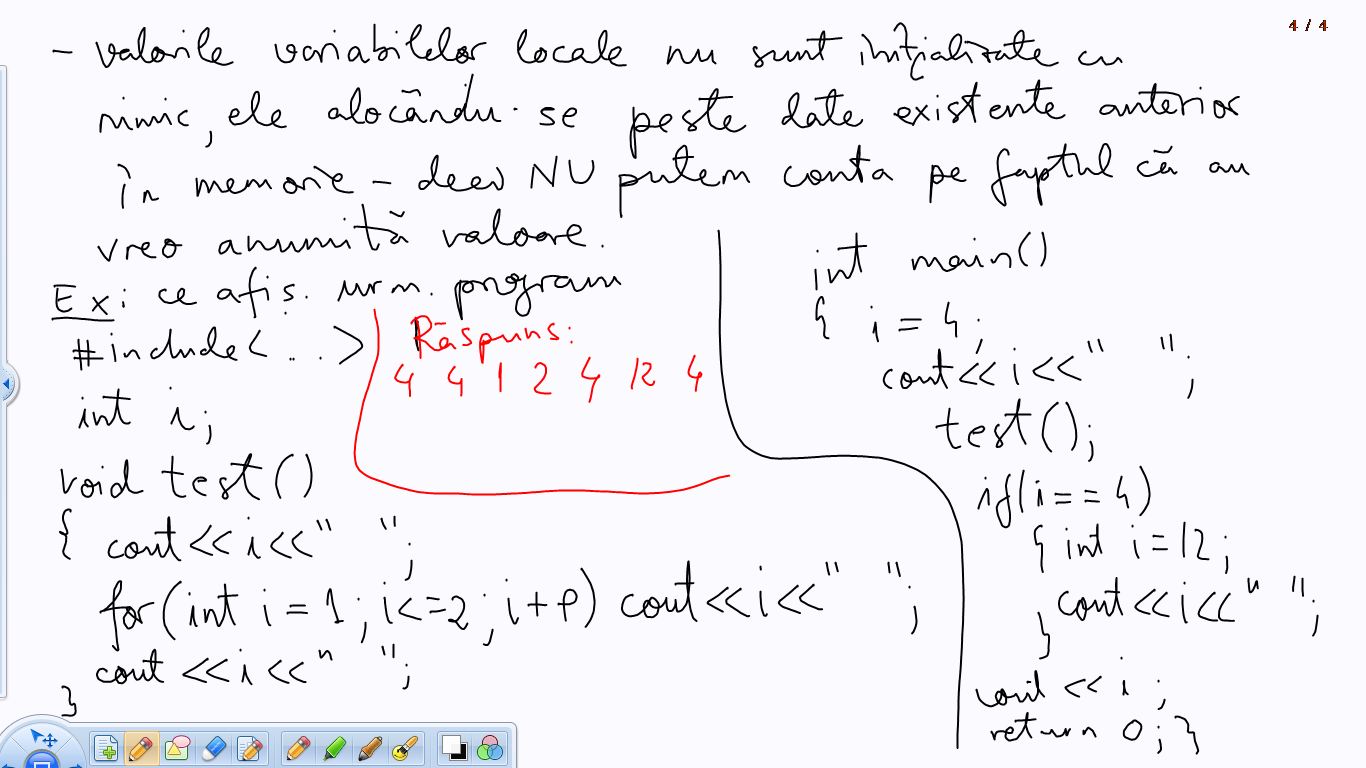 4 / 4
- valorile variabilelor locale nu sunt inițializate cu
nimic, ele alocându-se peste date existente anterior
în memorie - deci NU putem conta pe faptul că au
vreo anumită valoare.
Ex: ce afiș. urm. program
#include<...>
int i;
void test()
{ cout<<i<<" ";
for(int i=1; i<=2; i++) cout<<i<<" ";
cout<<i<<" ";
}
Răspuns:
4 4 1 2 4 12 4
int main()
{ i=4;
cout<<i<<" ";
test();
if(i==4)
{ int i=12;
cout<<i<<" ";
}
cout<<i;
return 0; }